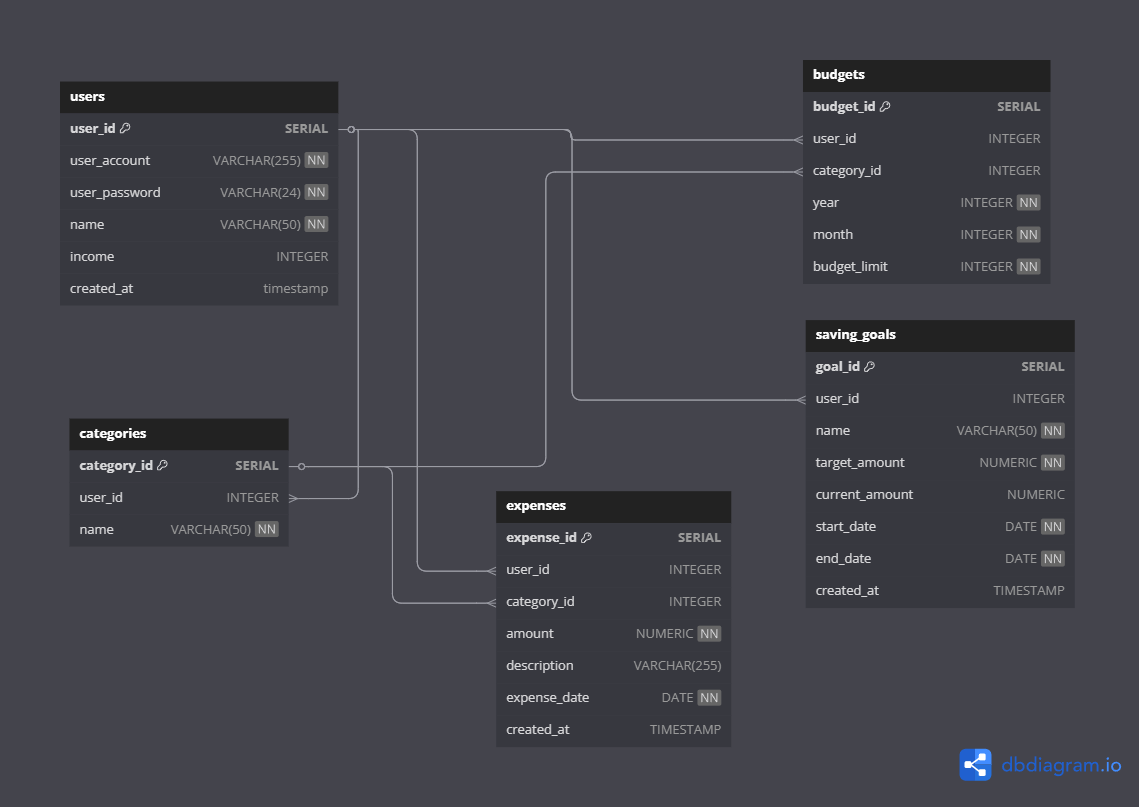 users
user_id SERIAL
user_account VARCHAR(255) NN
user_password VARCHAR(24) NN
name VARCHAR(50) NN
income INTEGER
created_at timestamp
budgets
budget_id SERIAL
user_id INTEGER
category_id INTEGER
year INTEGER NN
month INTEGER NN
budget_limit INTEGER NN
saving_goals
goal_id SERIAL
user_id INTEGER
name VARCHAR(50) NN
target_amount NUMERIC NN
current_amount NUMERIC
start_date DATE NN
end_date DATE NN
created_at TIMESTAMP
categories
category_id SERIAL
user_id INTEGER
name VARCHAR(50) NN
expenses
expense_id SERIAL
user_id INTEGER
category_id INTEGER
amount NUMERIC NN
description VARCHAR(255)
expense_date DATE NN
created_at TIMESTAMP
dbdiagram.io